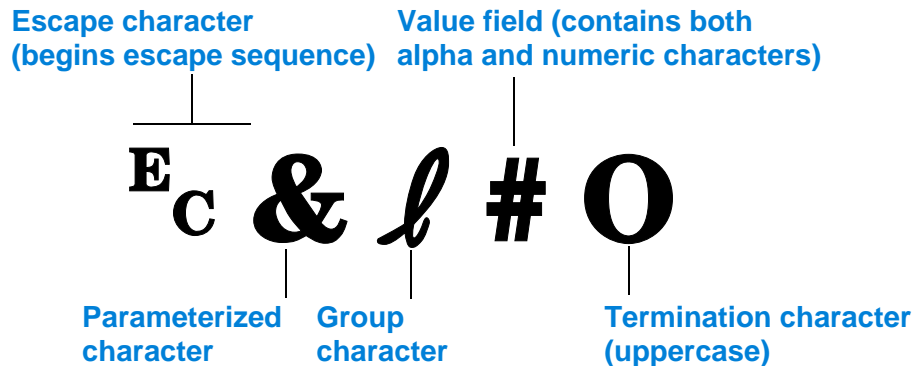 Escape character
(begins escape sequence)
Value field (contains both
alpha and numeric characters)
E C & ℓ # O
Parameterized
character
Group
character
Termination character
(uppercase)